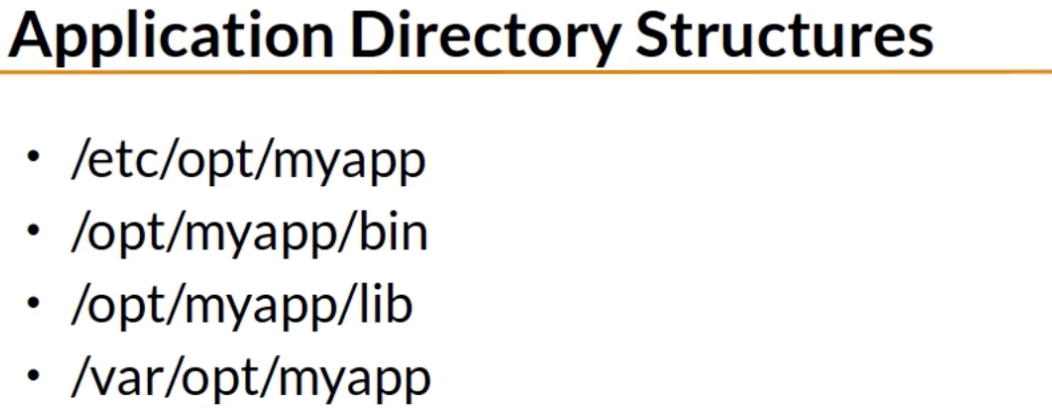 Application Directory Structures
• /etc/opt/myapp
• /opt/myapp/bin
• /opt/myapp/lib
• /var/opt/myapp